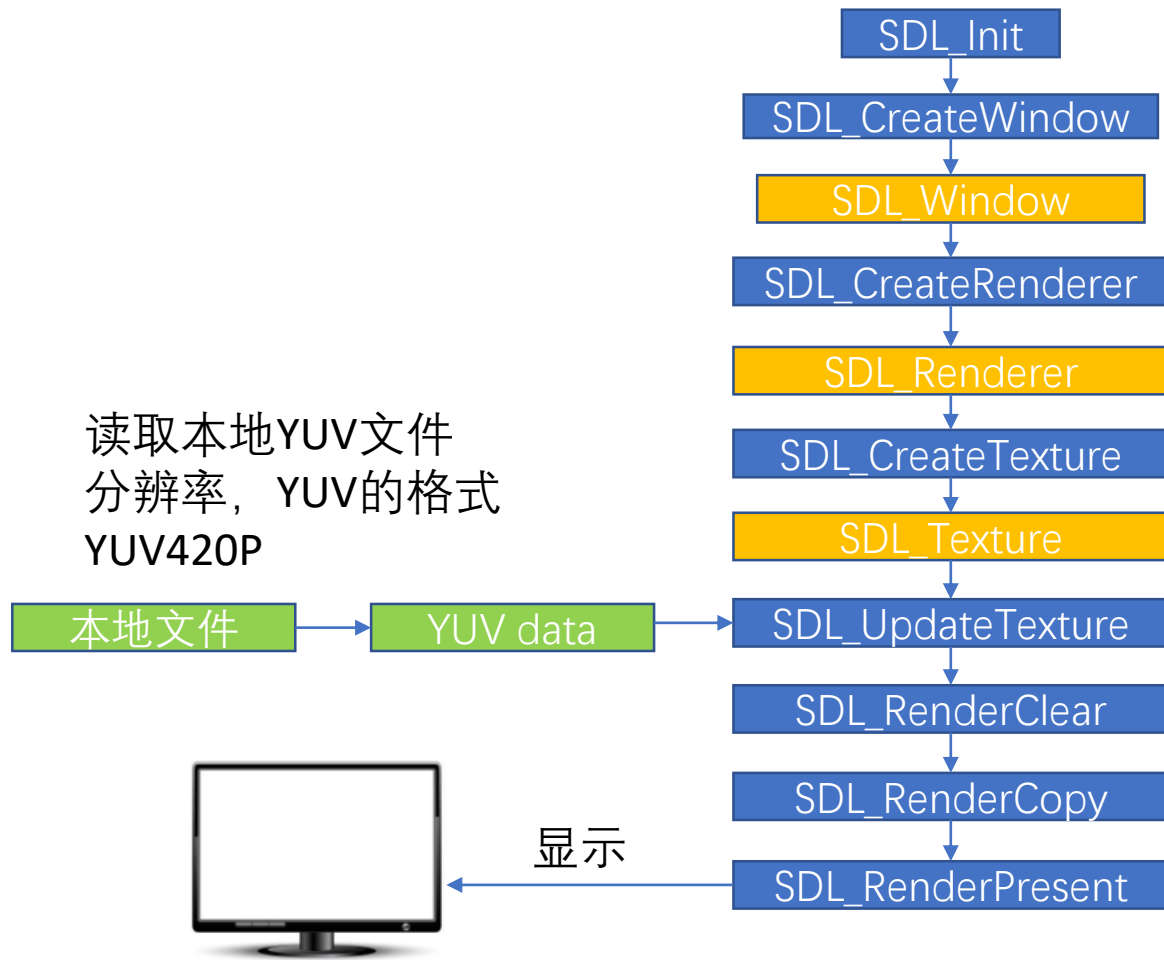 SDL_Init
SDL_CreateWindow
SDL_Window
SDL_CreateRenderer
SDL_Renderer
读取本地YUV文件
分辨率，YUV的格式
YUV420P
SDL_CreateTexture
SDL_Texture
本地文件
YUV data
SDL_UpdateTexture
SDL_RenderClear
SDL_RenderCopy
显示
SDL_RenderPresent